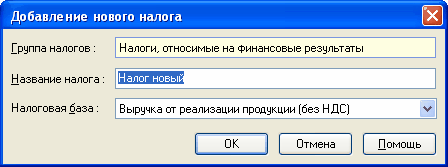 Добавление нового налога
Группа налогов : Налоги, относимые на финансовые результаты
Название налога : Налог новый
Налоговая база : Выручка от реализации продукции (без НДС)
OK Отмена Помощь